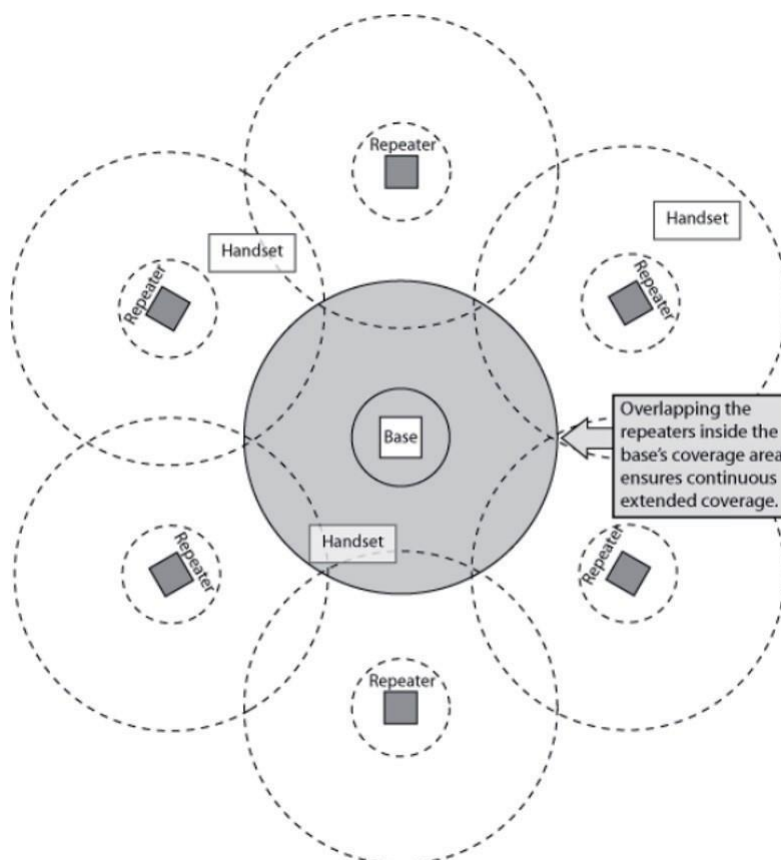 Repeater
Handset
Handset
Repeater
Repeater
Base
Overlapping the
repeaters inside the
base's coverage area
ensures continuous
extended coverage.
Handset
Repeater
Repeater
Repeater